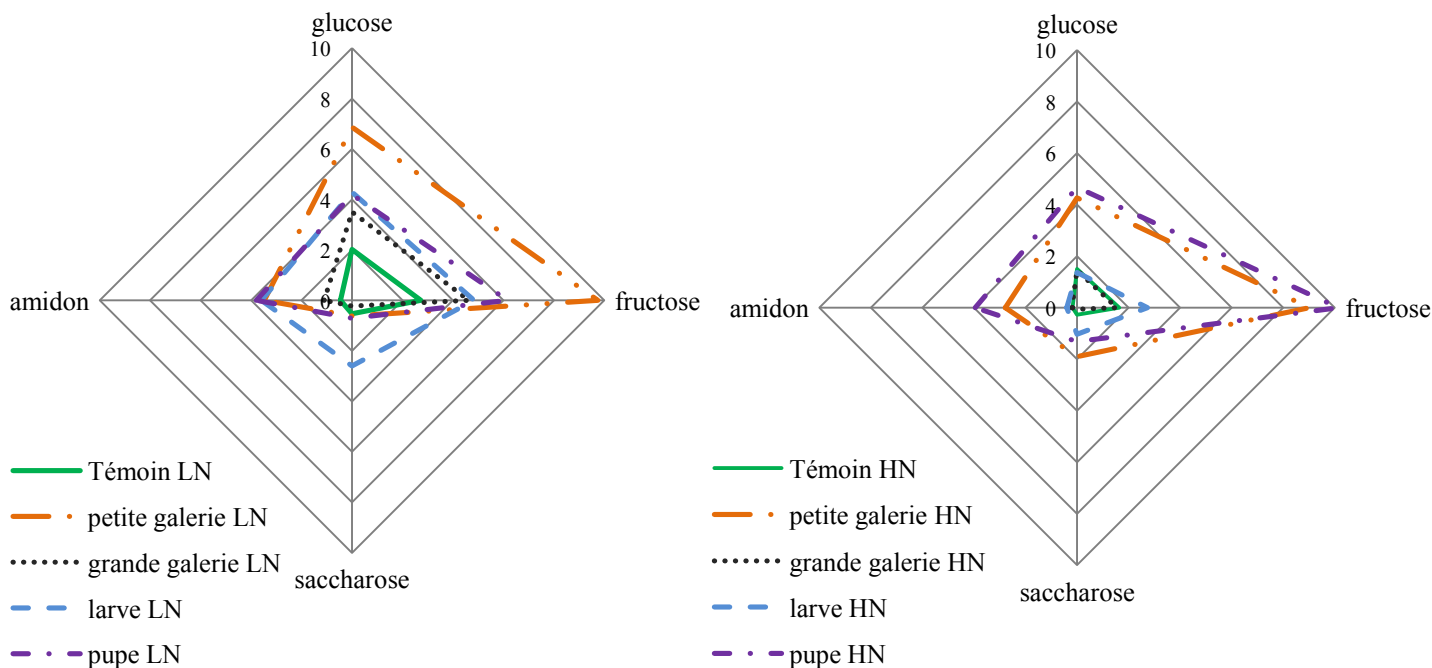 glucose
10
8
6
4
2
0
amidon
fructose
saccharose
Témoin LN
petite galerie LN
grande galerie LN
larve LN
pupe LN
glucose
10
8
6
4
2
0
amidon
fructose
saccharose
Témoin HN
petite galerie HN
grande galerie HN
larve HN
pupe HN